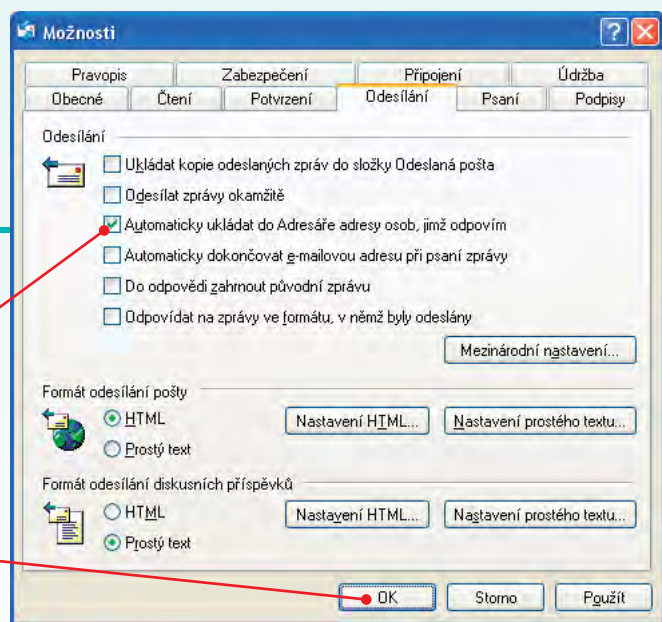 Možnosti
Pravopis Zabezpečení Připojení Údržba
Obecné Čtení Potvrzení Odesílání Psaní Podpisy
Odesílání
Ukládat kopie odeslaných zpráv do složky Odeslaná pošta
Odesílat zprávy okamžitě
Automaticky ukládat do Adresáře adresy osob, jimž odpovím
Automaticky dokončovat e-mailovou adresu při psaní zprávy
Do odpovědi zahrnout původní zprávu
Odpovídat na zprávy ve formátu, v němž byly odeslány
Mezinárodní nastavení...
Formát odesílání pošty
HTML Nastavení HTML... Nastavení prostého textu...
Prostý text
Formát odesílání diskusních příspěvků
HTML Nastavení HTML... Nastavení prostého textu...
Prostý text
OK Storno Použít